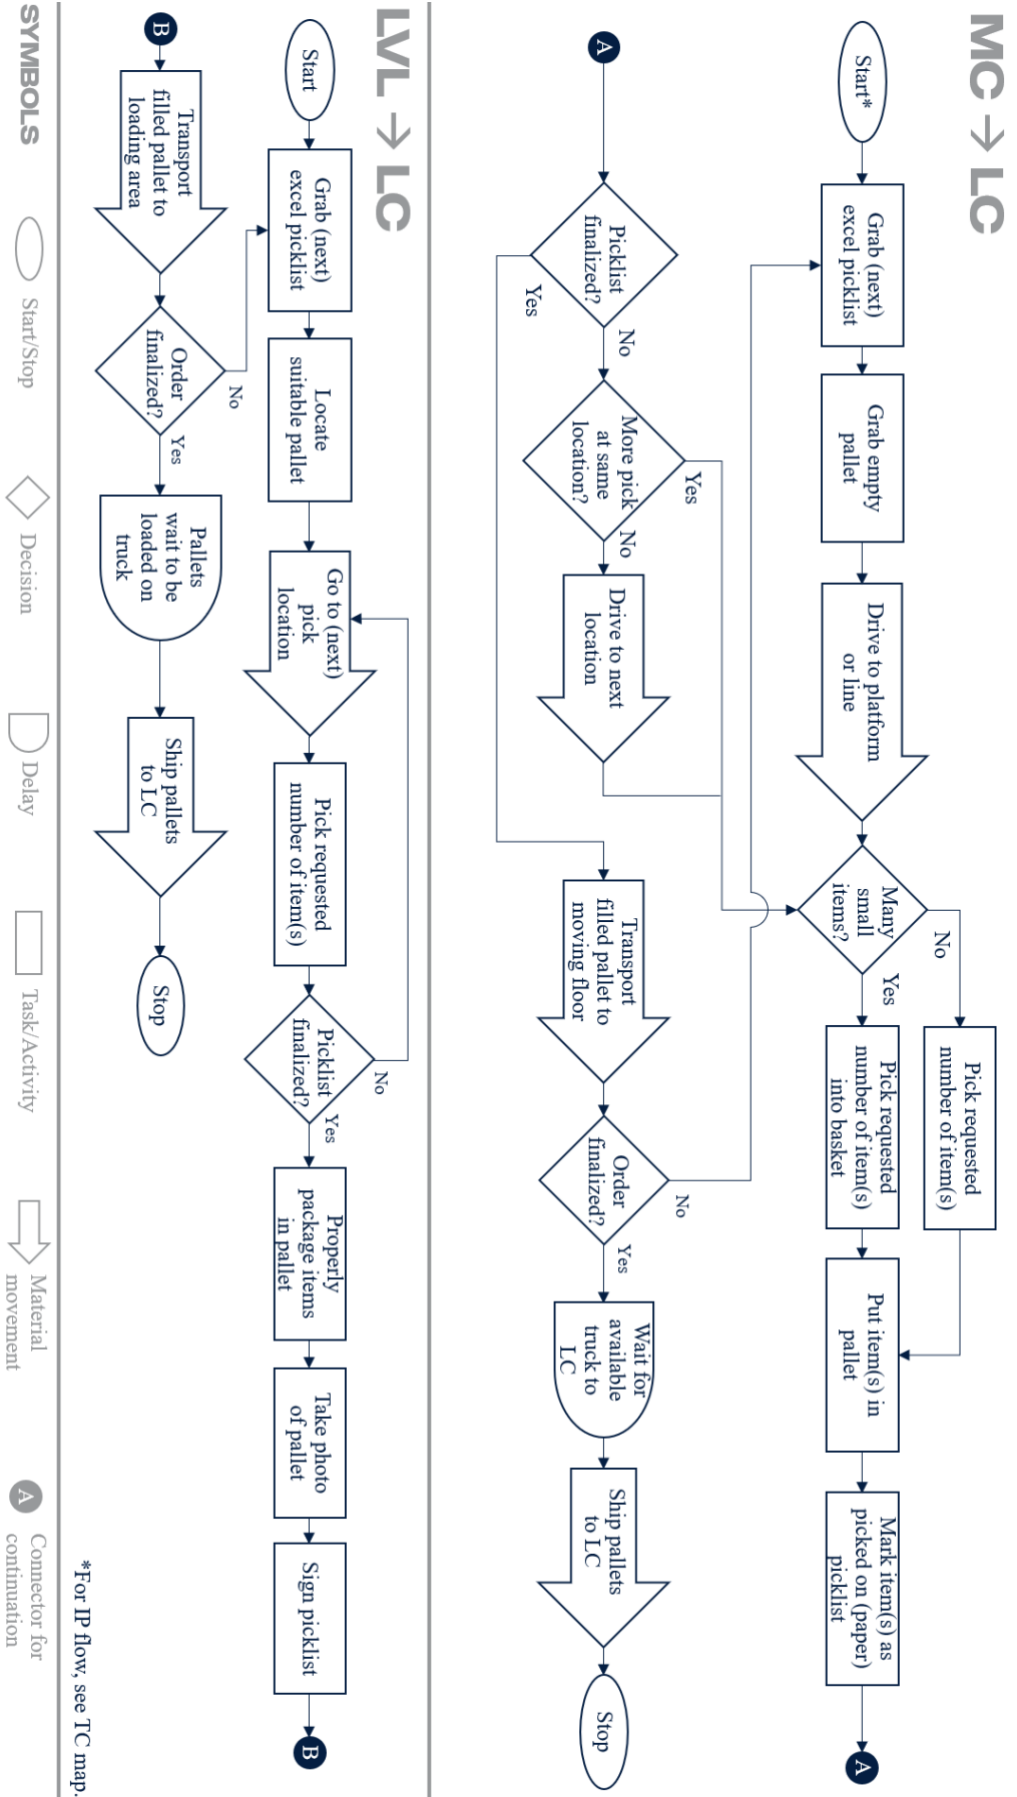 MC → LC
Start*
Grab (next)
excel picklist
Grab empty
pallet
Drive to platform
or line
Many
small
items?
No
Yes
Pick requested
number of item(s)
Pick requested
number of item(s)
into basket
Put item(s) in
pallet
Mark item(s) as
picked on (paper)
picklist
A
A
Picklist
finalized?
No
Yes
More pick
at same
location?
Yes
No
Drive to next
location
Transport
filled pallet to
moving floor
Order
finalized?
No
Yes
Wait for
available
truck to
LC
Ship pallets
to LC
Stop
LVL → LC
Start
Grab (next)
excel picklist
Locate
suitable pallet
Go to (next)
pick
location
Pick requested
number of item(s)
Picklist
finalized?
No
Yes
Properly
package items
in pallet
Take photo
of pallet
Sign picklist
B
B
Transport
filled pallet to
loading area
Order
finalized?
No
Yes
Pallets
wait to be
loaded on
truck
Ship pallets
to LC
Stop
*For IP flow, see TC map.
SYMBOLS
Start/Stop
Decision
Delay
Task/Activity
Material
movement
A
Connector for
continuation